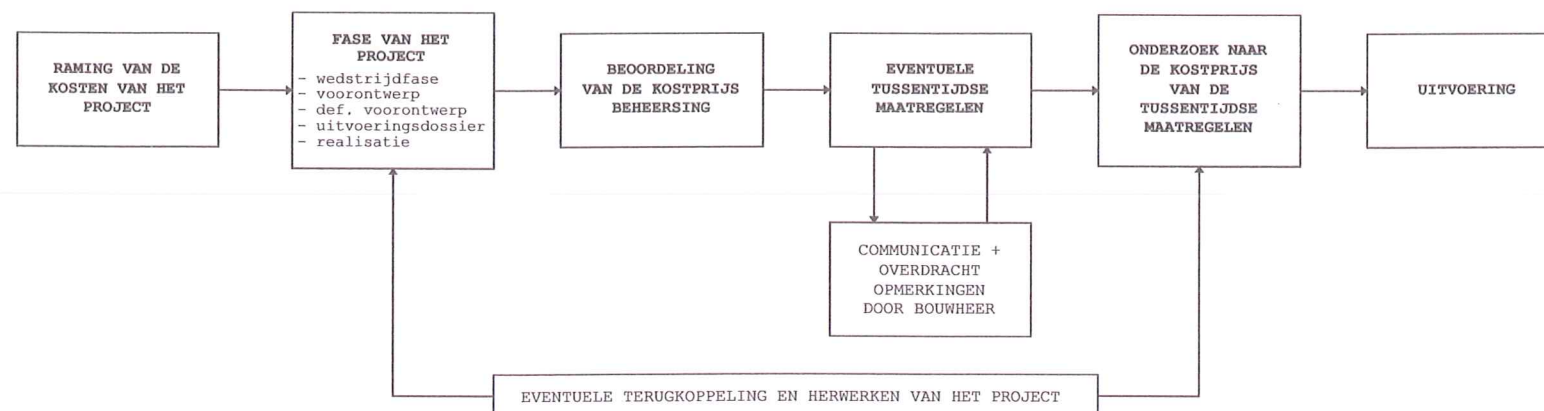 RAMING VAN DE
KOSTEN VAN HET
PROJECT
FASE VAN HET
PROJECT
- wedstrijdfase
- voorontwerp
- def. voorontwerp
- uitvoeringsdossier
- realisatie
BEOORDELING
VAN DE KOSTPRIJS
BEHEERSING
EVENTUELE
TUSSENTIJDSE
MAATREGELEN
ONDERZOEK NAAR
DE KOSTPRIJS
VAN DE
TUSSENTIJDSE
MAATREGELEN
UITVOERING
COMMUNICATIE +
OVERDRACHT
OPMERKINGEN
DOOR BOUWHEER
EVENTUELE TERUGKOPPELING EN HERWERKEN VAN HET PROJECT